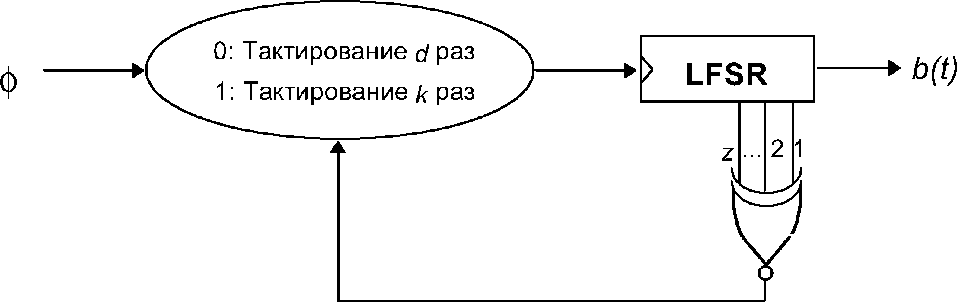 0: Тактирование d раз
1: Тактирование k раз
ϕ
LFSR
b(t)
z ... 2 1